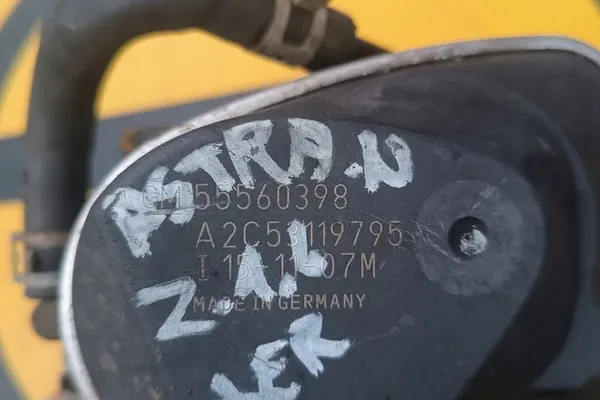 ASTRA-N
GM 55560398
A2C53119795
I 15-11-07M
Z 1.6
MADE IN GERMANY
XER